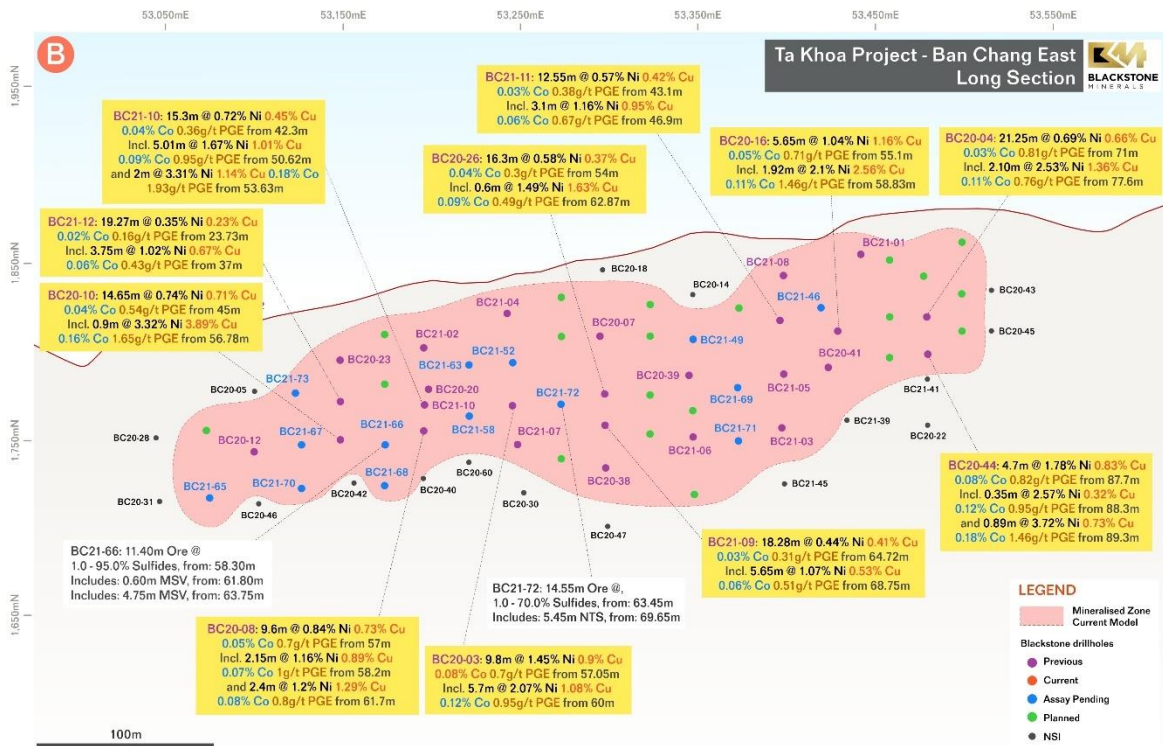 53.050mE
53.150mE
53.250mE
53.350mE
53.450mE
53.550mE
B
Ta Khoa Project - Ban Chang East
Long Section
BLACKSTONE
MINERALS
1,950mN
1,850mN
1,750mN
1,650mN
BC21-10: 15.3m @ 0.72% Ni 0.45% Cu
0.04% Co 0.36g/t PGE from 42.3m
Incl. 5.01m @ 1.67% Ni 1.01% Cu
0.09% Co 0.95g/t PGE from 50.62m
and 2m @ 3.31% Ni 1.14% Cu 0.18% Co
1.93g/t PGE from 53.63m
BC21-11: 12.55m @ 0.57% Ni 0.42% Cu
0.03% Co 0.38g/t PGE from 43.1m
Incl. 3.1m @ 1.16% Ni 0.95% Cu
0.06% Co 0.67g/t PGE from 46.9m
BC20-26: 16.3m @ 0.58% Ni 0.37% Cu
0.04% Co 0.3g/t PGE from 54m
Incl. 0.6m @ 1.49% Ni 1.63% Cu
0.09% Co 0.49g/t PGE from 62.87m
BC20-16: 5.65m @ 1.04% Ni 1.16% Cu
0.05% Co 0.71g/t PGE from 55.1m
Incl. 1.92m @ 2.1% Ni 2.56% Cu
0.11% Co 1.46g/t PGE from 58.83m
BC20-04: 21.25m @ 0.69% Ni 0.66% Cu
0.03% Co 0.81g/t PGE from 71m
Incl. 2.10m @ 2.53% Ni 1.36% Cu
0.11% Co 0.76g/t PGE from 77.6m
BC21-12: 19.27m @ 0.35% Ni 0.23% Cu
0.02% Co 0.16g/t PGE from 23.73m
Incl. 3.75m @ 1.02% Ni 0.67% Cu
0.06% Co 0.43g/t PGE from 37m
BC20-10: 14.65m @ 0.74% Ni 0.71% Cu
0.04% Co 0.54g/t PGE from 45m
Incl. 0.9m @ 3.32% Ni 3.89% Cu
0.16% Co 1.65g/t PGE from 56.78m
BC21-01
BC20-18
BC21-08
BC20-14
BC21-46
BC20-43
BC21-04
BC20-07
BC20-45
BC21-02
BC21-49
BC20-23
BC21-63
BC21-52
BC20-41
BC21-73
BC20-05
BC20-20
BC20-39
BC21-05
BC21-41
BC21-10
BC21-72
BC21-69
BC21-66
BC21-58
BC21-39
BC20-22
BC20-28
BC20-12
BC21-67
BC21-07
BC21-71
BC21-03
BC21-06
BC20-60
BC21-68
BC20-38
BC21-65
BC21-70
BC20-42
BC20-40
BC21-45
BC20-31
BC20-46
BC20-30
BC20-47
BC21-66: 11.40m Ore @
1.0 - 95.0% Sulfides, from: 58.30m
Includes: 0.60m MSV, from: 61.80m
Includes: 4.75m MSV, from: 63.75m
BC21-72: 14.55m Ore @,
1.0 - 70.0% Sulfides, from: 63.45m
Includes: 5.45m NTS, from: 69.65m
BC21-09: 18.28m @ 0.44% Ni 0.41% Cu
0.03% Co 0.31g/t PGE from 64.72m
Incl. 5.65m @ 1.07% Ni 0.53% Cu
0.06% Co 0.51g/t PGE from 68.75m
BC20-44: 4.7m @ 1.78% Ni 0.83% Cu
0.08% Co 0.82g/t PGE from 87.7m
Incl. 0.35m @ 2.57% Ni 0.32% Cu
0.12% Co 0.95g/t PGE from 88.3m
and 0.89m @ 3.72% Ni 0.73% Cu
0.18% Co 1.46g/t PGE from 89.3m
BC20-08: 9.6m @ 0.84% Ni 0.73% Cu
0.05% Co 0.7g/t PGE from 57m
Incl. 2.15m @ 1.16% Ni 0.89% Cu
0.07% Co 1g/t PGE from 58.2m
and 2.4m @ 1.2% Ni 1.29% Cu
0.08% Co 0.8g/t PGE from 61.7m
BC20-03: 9.8m @ 1.45% Ni 0.9% Cu
0.08% Co 0.7g/t PGE from 57.05m
Incl. 5.7m @ 2.07% Ni 1.08% Cu
0.12% Co 0.95g/t PGE from 60m
LEGEND
Mineralised Zone
Current Model
Blackstone drillholes
Previous
Current
Assay Pending
Planned
NSI
100m